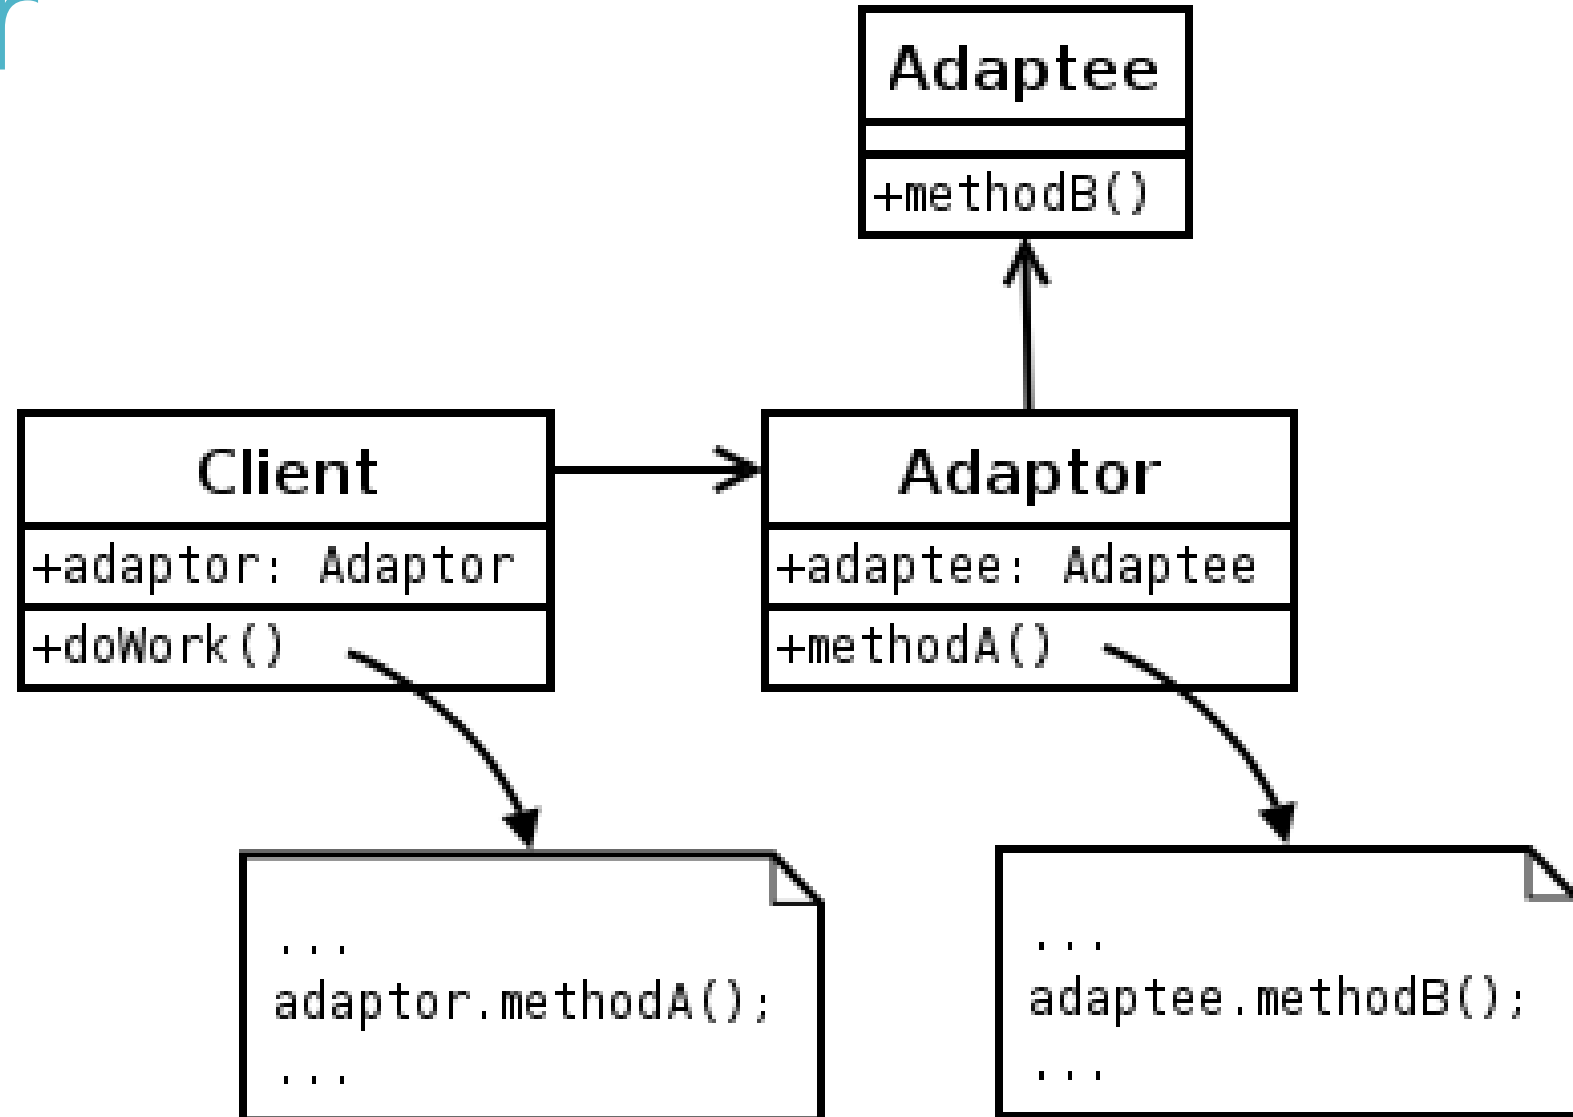 r
Adaptee
+methodB()
Client
+adaptor: Adaptor
+doWork()
Adaptor
+adaptee: Adaptee
+methodA()
...
adaptor.methodA();
...
...
adaptee.methodB();
...